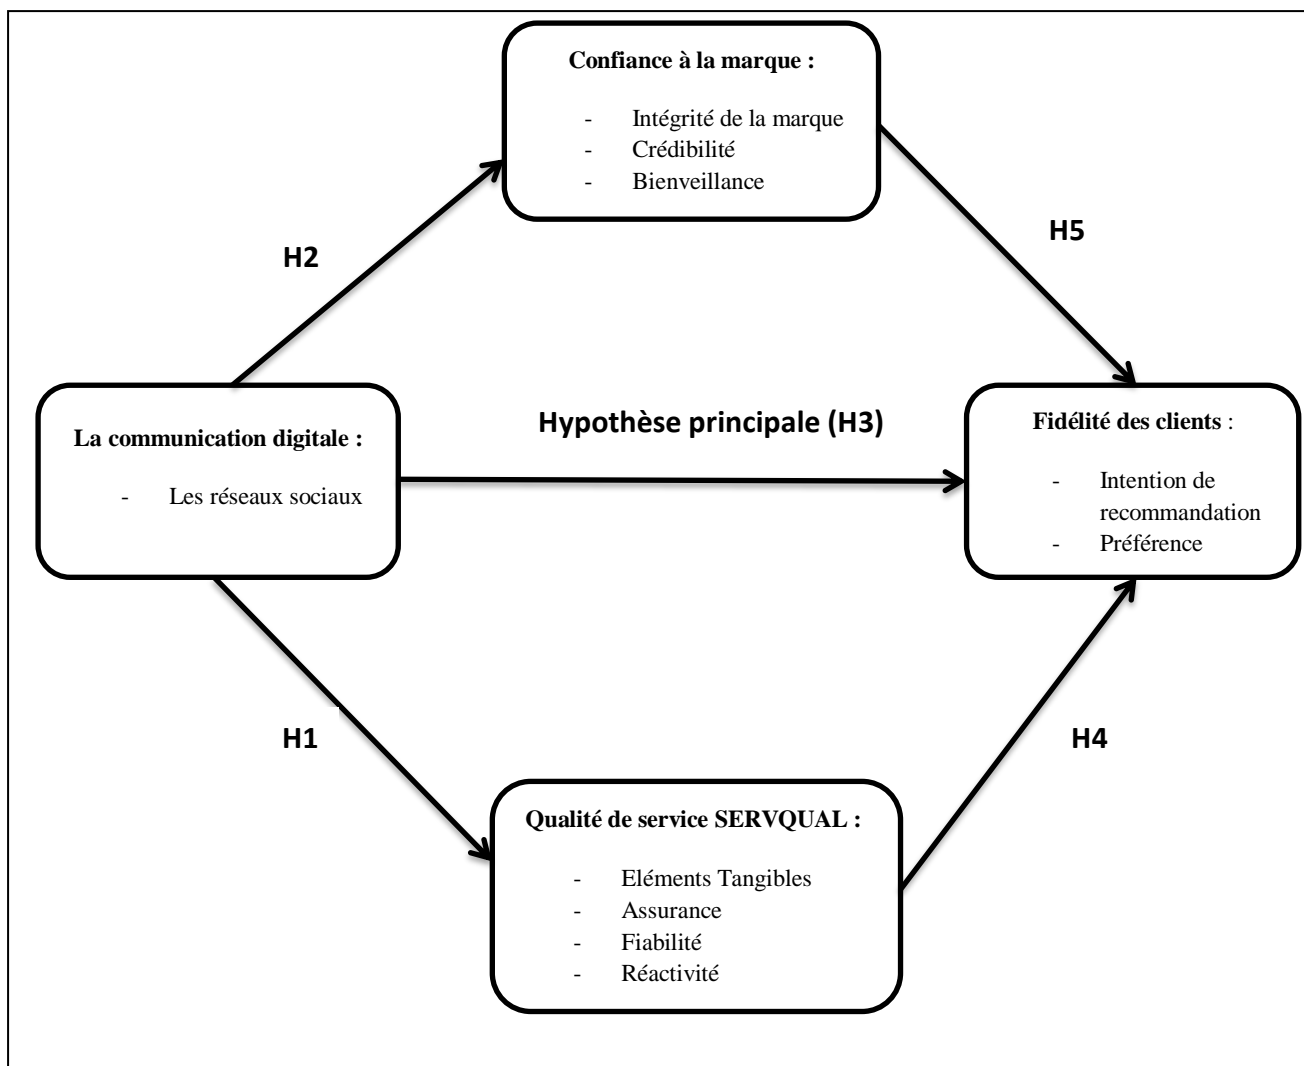 Confiance à la marque :
- Intégrité de la marque
- Crédibilité
- Bienveillance
H2
H5
La communication digitale :
- Les réseaux sociaux
Hypothèse principale (H3)
Fidélité des clients :
- Intention de
recommandation
- Préférence
H1
H4
Qualité de service SERVQUAL :
- Eléments Tangibles
- Assurance
- Fiabilité
- Réactivité